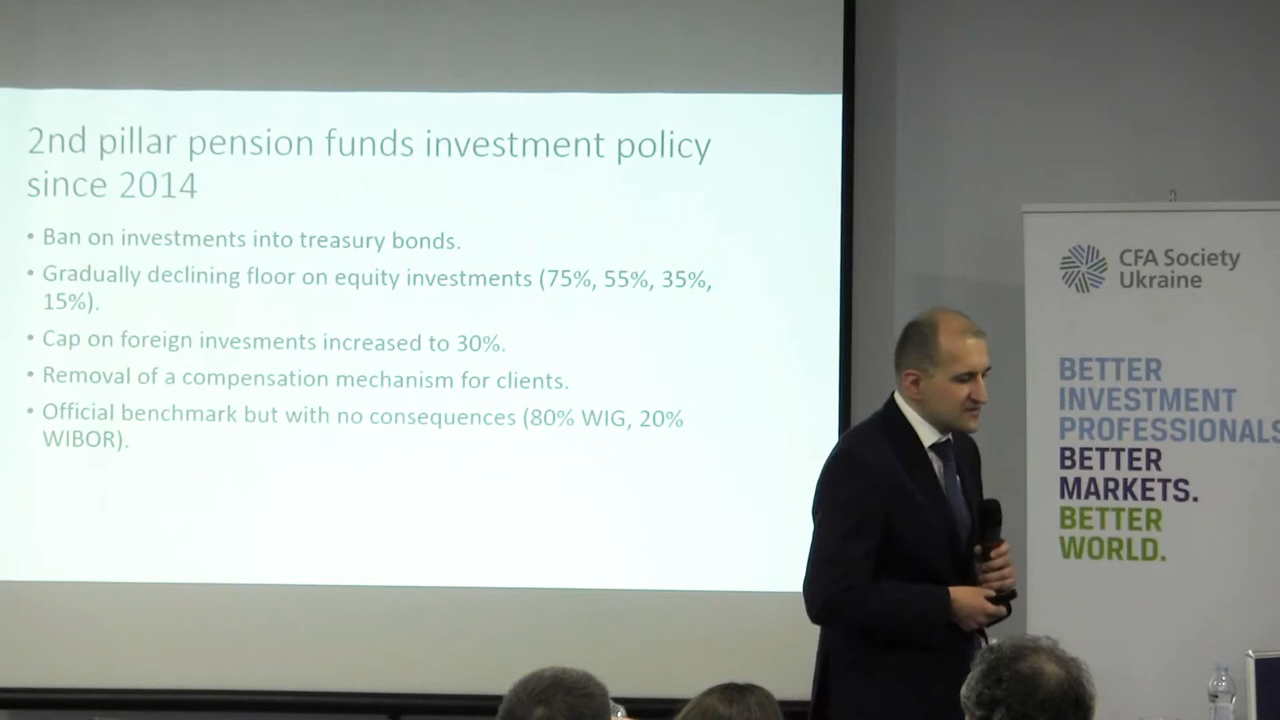 2nd pillar pension funds investment policy
since 2014
• Ban on investments into treasury bonds.
• Gradually declining floor on equity investments (75%, 55%, 35%,
15%).
• Cap on foreign invesments increased to 30%.
• Removal of a compensation mechanism for clients.
• Official benchmark but with no consequences (80% WIG, 20%
WIBOR).
CFA Society
Ukraine
BETTER
INVESTMENT
PROFESSIONALS
BETTER
MARKETS.
BETTER
WORLD.